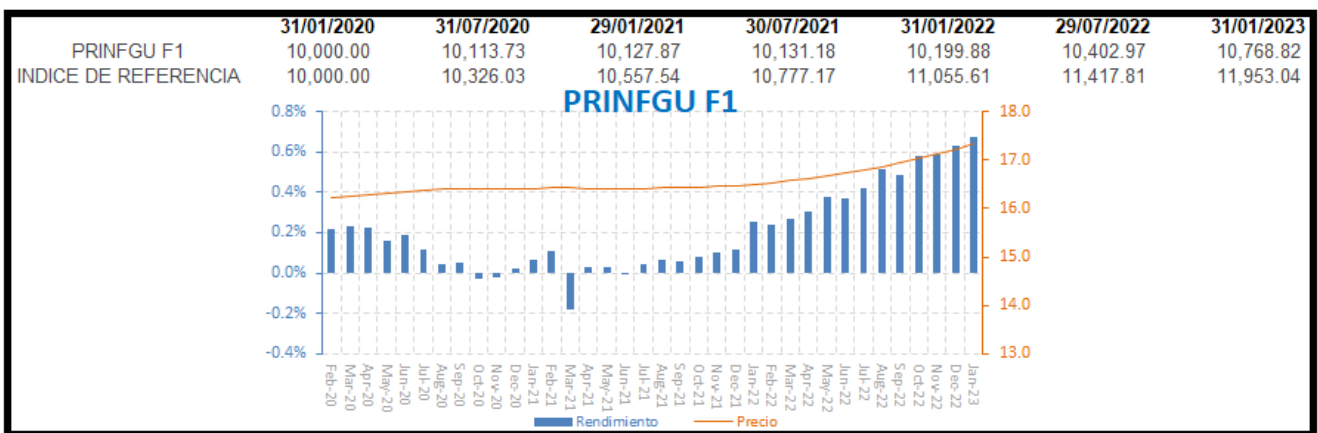 31/01/2020 31/07/2020 29/01/2021 30/07/2021 31/01/2022 29/07/2022 31/01/2023
PRINFGU F1 10,000.00 10,113.73 10,127.87 10,131.18 10,199.88 10,402.97 10,768.82
INDICE DE REFERENCIA 10,000.00 10,326.03 10,557.54 10,777.17 11,055.61 11,417.81 11,953.04
PRINFGU F1
0.8% 18.0
0.6% 17.0
0.4% 16.0
0.2% 15.0
0.0% 14.0
-0.2% 13.0
-0.4%
Feb-20 Mar-20 Apr-20 May-20 Jun-20 Jul-20 Aug-20 Sep-20 Oct-20 Nov-20 Dec-20 Jan-21 Feb-21 Mar-21 Apr-21 May-21 Jun-21 Jul-21 Aug-21 Sep-21 Oct-21 Nov-21 Dec-21 Jan-22 Feb-22 Mar-22 Apr-22 May-22 Jun-22 Jul-22 Aug-22 Sep-22 Oct-22 Nov-22 Dec-22 Jan-23
Rendimiento Precio